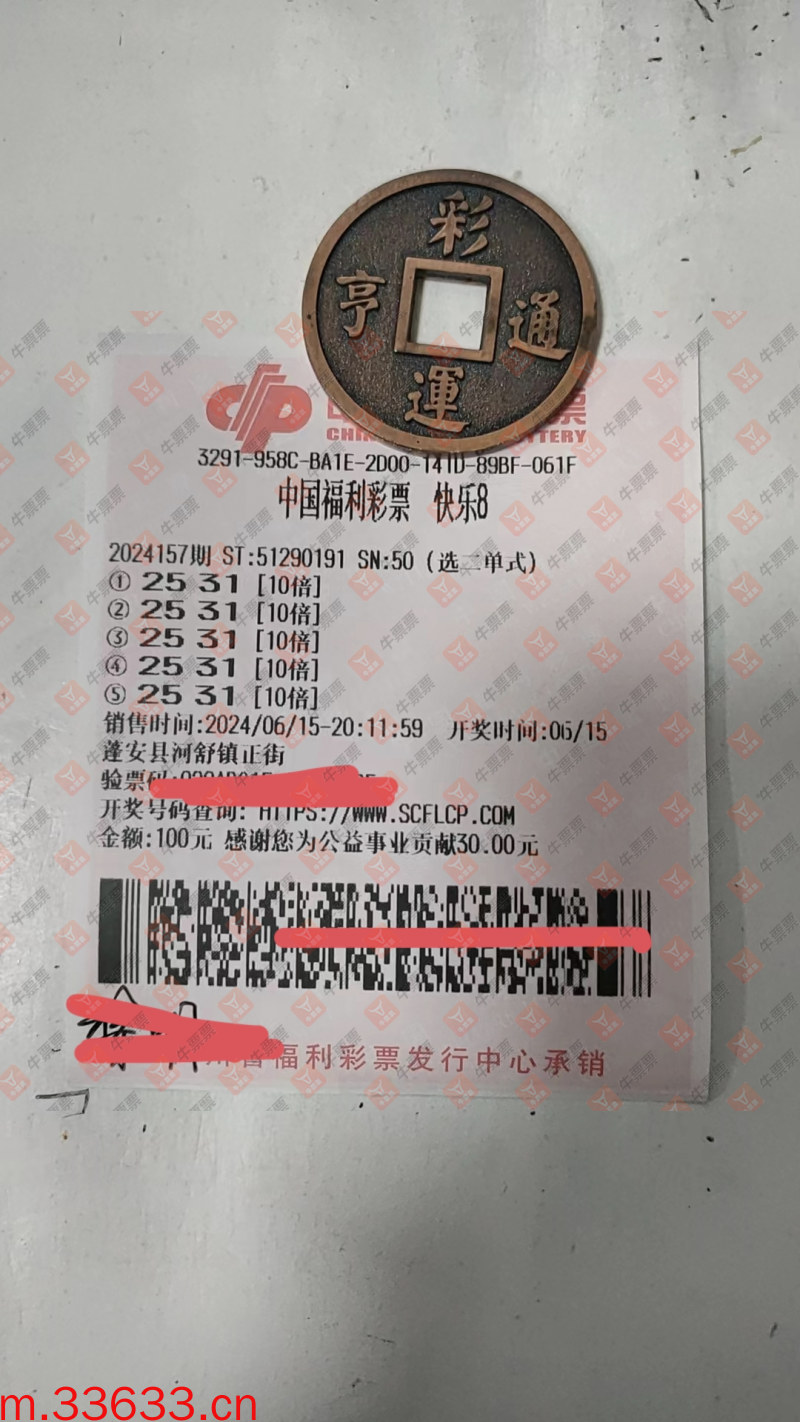 彩
亨 通
運
票
CHIN
TTERY
3291-958C-BA1E-2D00-141D-89BF-061F
中国福利彩票 快乐8
2024157期 ST:51290191 SN:50 (选二单式)
① 25 31 [10倍]
② 25 31 [10倍]
③ 25 31 [10倍]
④ 25 31 [10倍]
⑤ 25 31 [10倍]
销售时间:2024/06/15-20:11:59 开奖时间:06/15
蓬安县河舒镇正街
验票码:
开奖号码查询: HTTPS://WWW.SCFLCP.COM
金额:100元 感谢您为公益事业贡献30.00元
福利彩票发行中心承销
牛票票
m.33633.cn